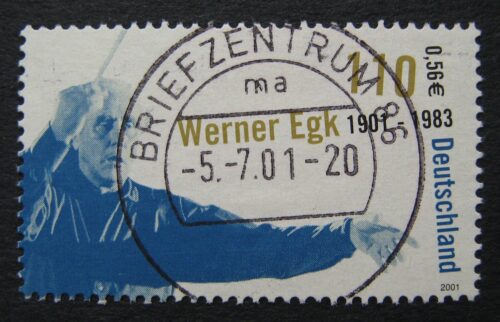 110
0,56€
Werner Egk 1901 - 1983
Deutschland
2001
BRIEFZENTRUM 86
ma
-5.-7.01-20